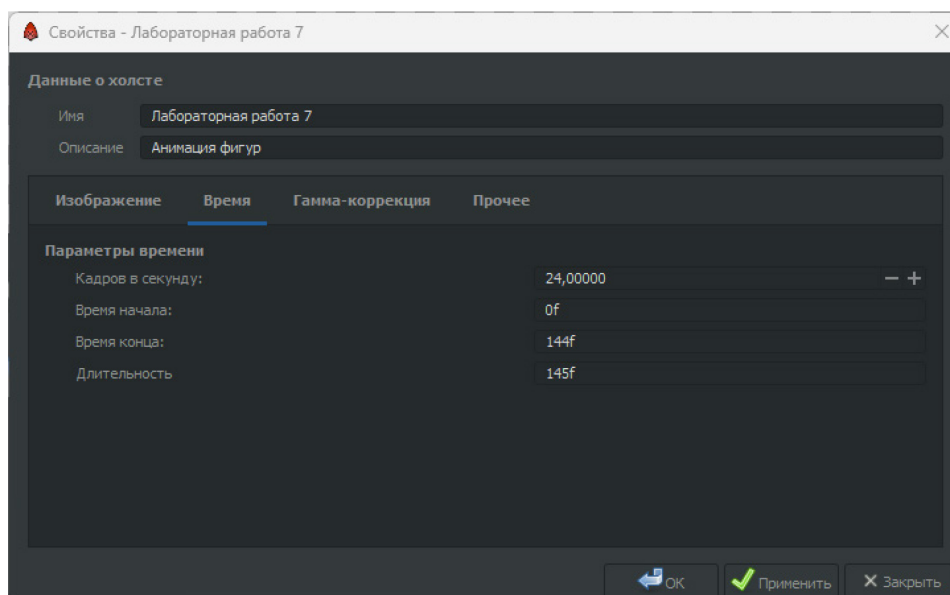 Свойства - Лабораторная работа 7
Данные о холсте
Имя Лабораторная работа 7
Описание Анимация фигур
Изображение Время Гамма-коррекция Прочее
Параметры времени
Кадров в секунду: 24,00000
Время начала: 0f
Время конца: 144f
Длительность 145f
OK Применить Закрыть